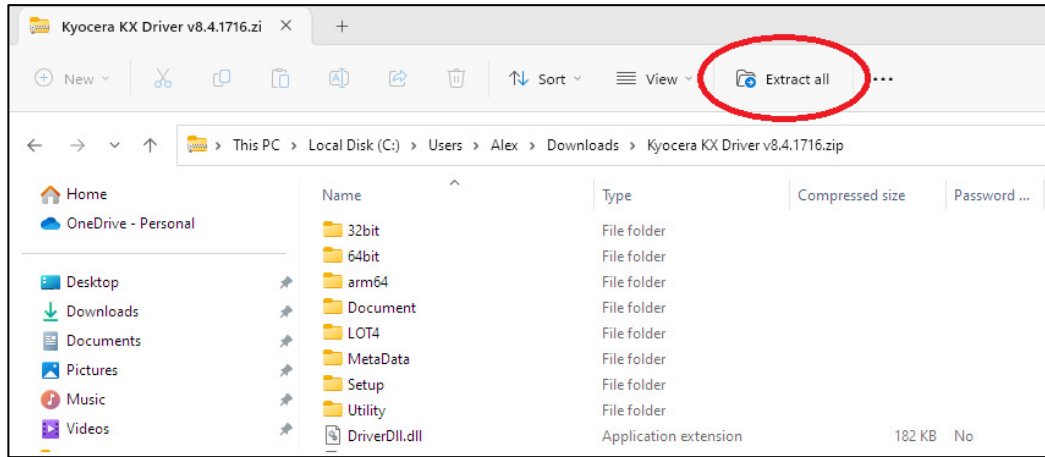 Kyocera KX Driver v8.4.1716.zi
New Sort View Extract all
This PC > Local Disk (C:) > Users > Alex > Downloads > Kyocera KX Driver v8.4.1716.zip
Home
OneDrive - Personal
Desktop
Downloads
Documents
Pictures
Music
Videos
Name Type Compressed size Password ...
32bit File folder
64bit File folder
arm64 File folder
Document File folder
LOT4 File folder
MetaData File folder
Setup File folder
Utility File folder
DriverDll.dll Application extension 182 KB No